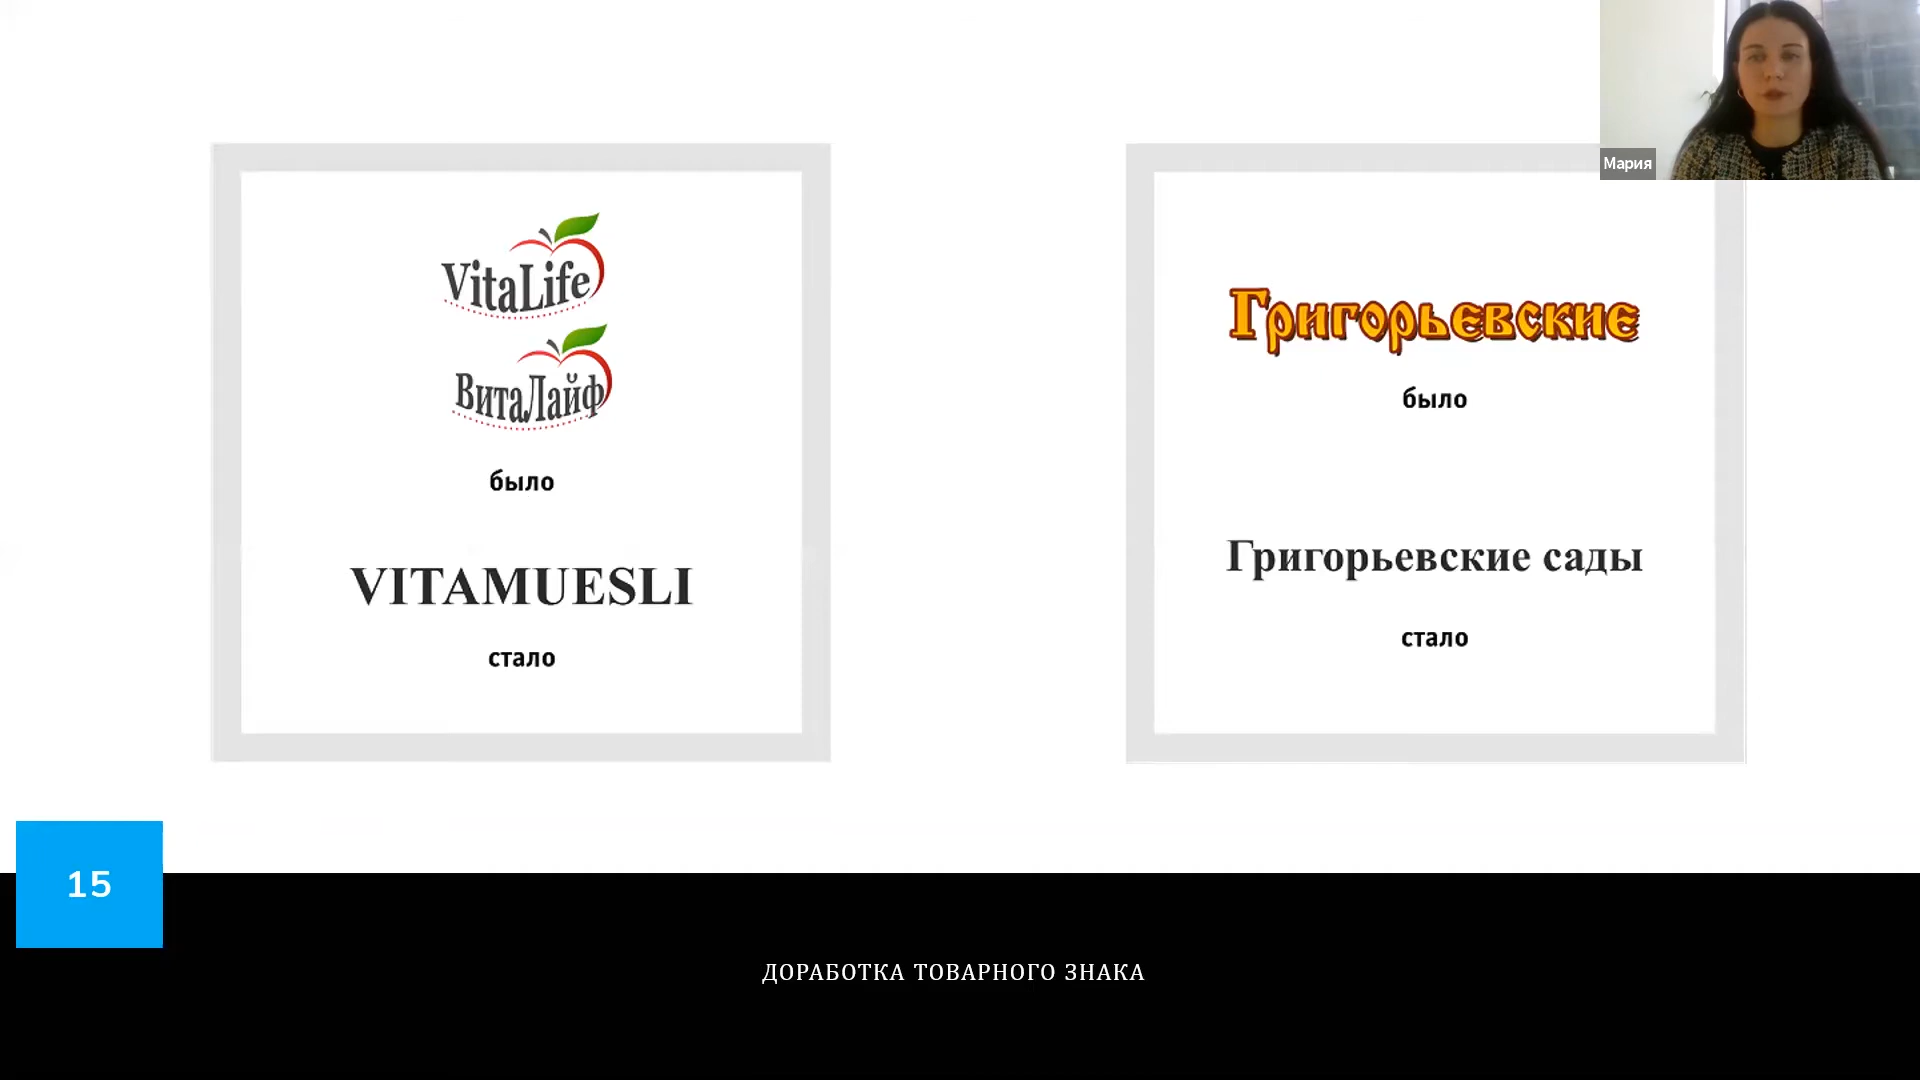 Мария
VitaLife
ВитаЛайф
было
VITAMUESLI
стало
Григорьевские
было
Григорьевские сады
стало
15
ДОРАБОТКА ТОВАРНОГО ЗНАКА